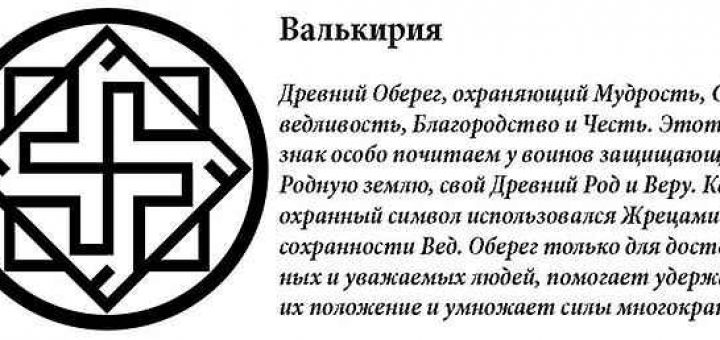 Валькирия
Древний Оберег, охраняющий Мудрость, С
ведливость, Благородство и Честь. Этот
знак особо почитаем у воинов защищающ
Родную землю, свой Древний Род и Веру. К
охранный символ использовался Жрецами
сохранности Вед. Оберег только для дост
ных и уважаемых людей, помогает удерж
их положение и умножает силы многокра